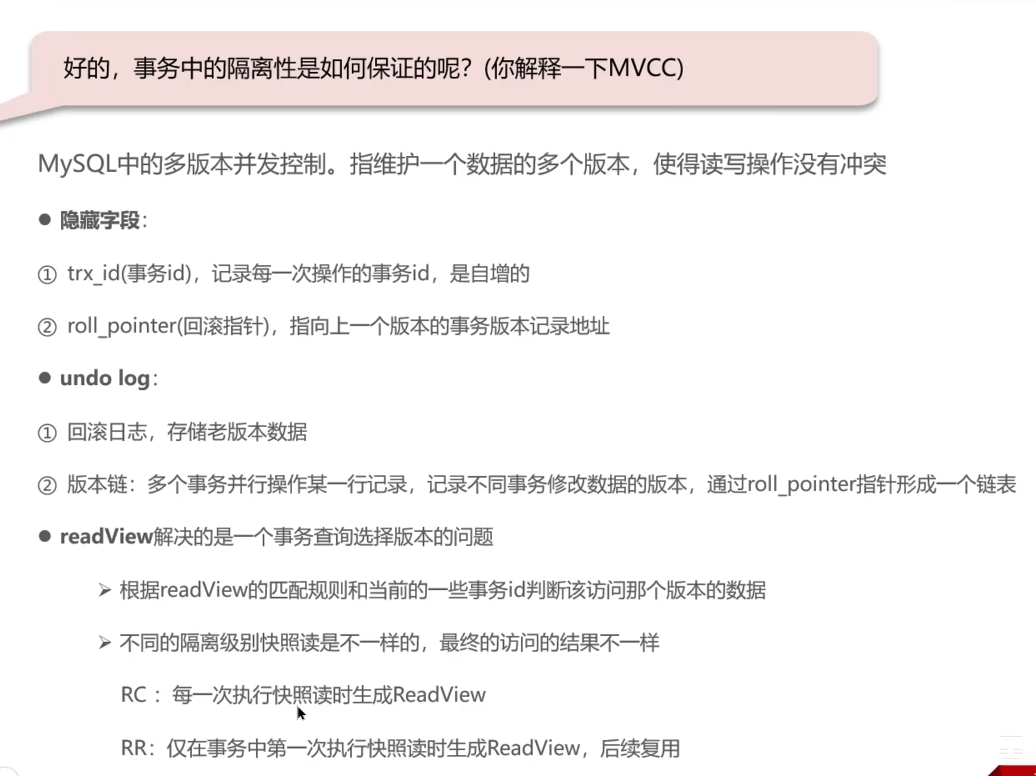 好的，事务中的隔离性是如何保证的呢？(你解释一下MVCC)
MySQL中的多版本并发控制。指维护一个数据的多个版本，使得读写操作没有冲突
● 隐藏字段：
① trx_id(事务id)，记录每一次操作的事务id，是自增的
② roll_pointer(回滚指针)，指向上一个版本的事务版本记录地址
● undo log：
① 回滚日志，存储老版本数据
② 版本链：多个事务并行操作某一行记录，记录不同事务修改数据的版本，通过roll_pointer指针形成一个链表
● readView解决的是一个事务查询选择版本的问题
➢ 根据readView的匹配规则和当前的一些事务id判断该访问那个版本的数据
➢ 不同的隔离级别快照读是不一样的，最终的访问的结果不一样
RC ：每一次执行快照读时生成ReadView
RR：仅在事务中第一次执行快照读时生成ReadView，后续复用